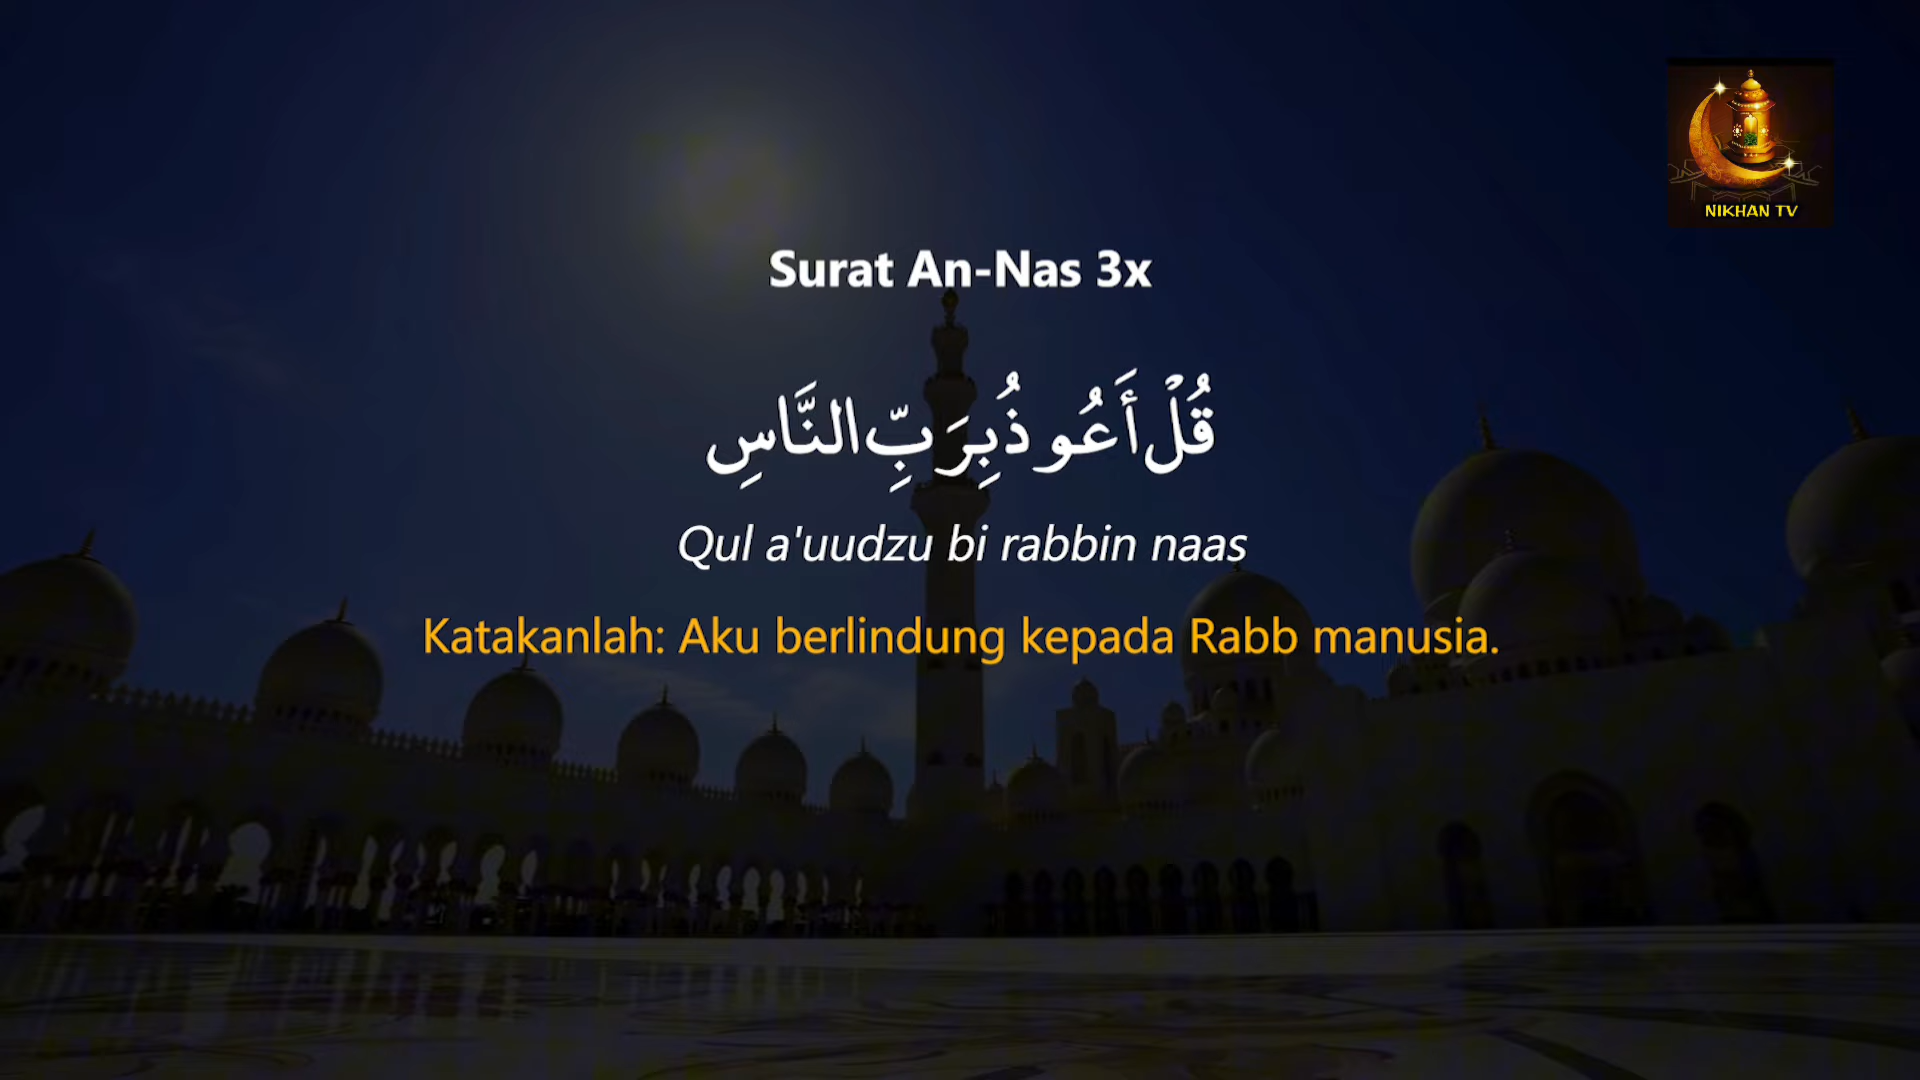 NIKHAN TV
Surat An-Nas 3x
قُلْ أَعُوذُ بِرَبِّ النَّاسِ
Qul a'uudzu bi rabbin naas
Katakanlah: Aku berlindung kepada Rabb manusia.